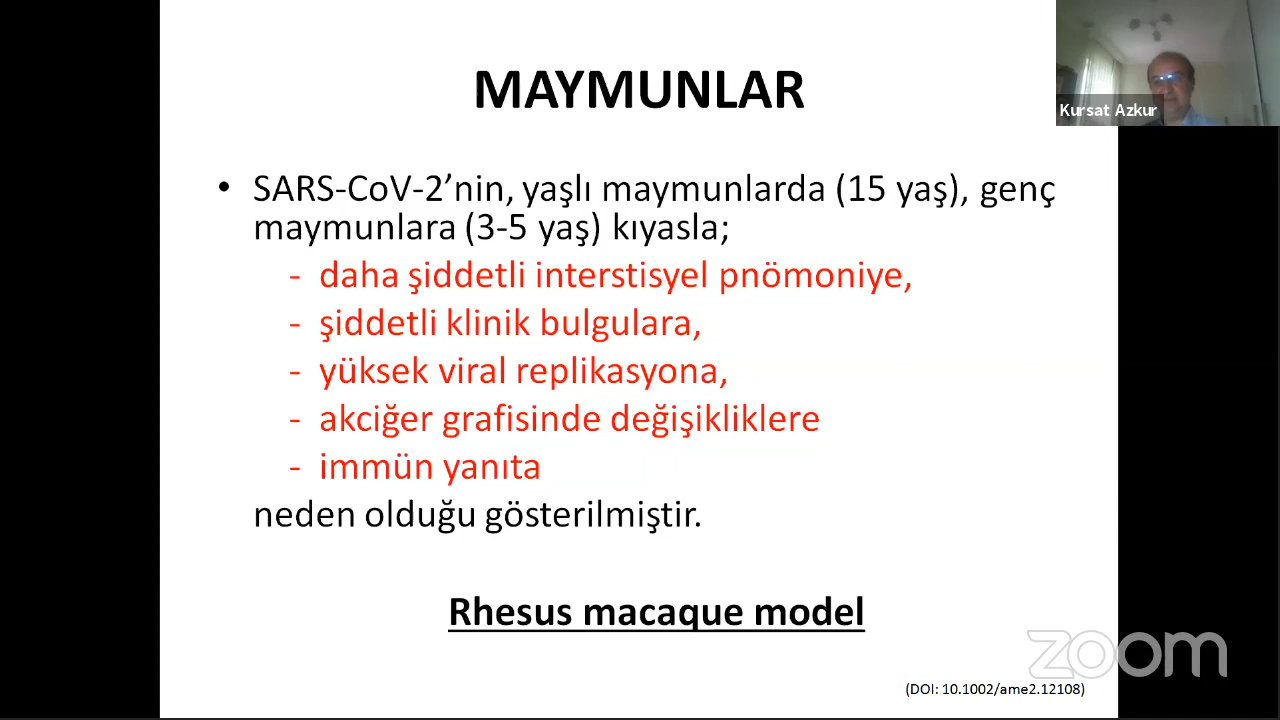 MAYMUNLAR
Kursat Azkur
• SARS-CoV-2’nin, yaşlı maymunlarda (15 yaş), genç
maymunlara (3-5 yaş) kıyasla;
- daha şiddetli interstisyel pnömoniye,
- şiddetli klinik bulgulara,
- yüksek viral replikasyona,
- akciğer grafisinde değişikliklere
- immün yanıta
neden olduğu gösterilmiştir.
Rhesus macaque model
zoom
(DOI: 10.1002/ame2.12108)